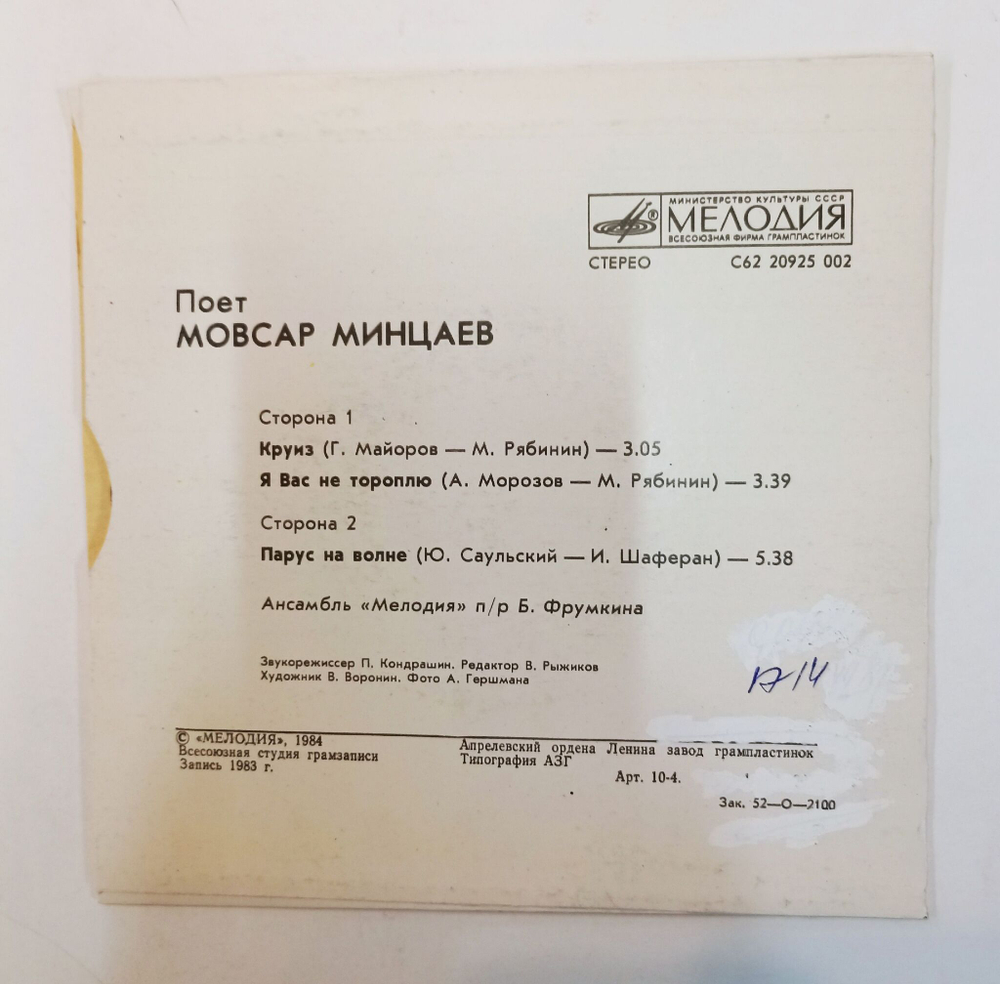 МИНИСТЕРСТВО КУЛЬТУРЫ СССР
®
МЕЛОДИЯ
ВСЕСОЮЗНАЯ ФИРМА ГРАМПЛАСТИНОК
СТЕРЕО С62 20925 002
Поет
МОВСАР МИНЦАЕВ
Сторона 1
Круиз (Г. Майоров — М. Рябинин) — 3.05
Я Вас не тороплю (А. Морозов — М. Рябинин) — 3.39
Сторона 2
Парус на волне (Ю. Саульский — И. Шаферан) — 5.38
Ансамбль «Мелодия» п/р Б. Фрумкина
Звукорежиссер П. Кондрашин. Редактор В. Рыжиков
Художник В. Воронин. Фото А. Гершмана
© «МЕЛОДИЯ», 1984
Всесоюзная студия грамзаписи
Запись 1983 г.
Апрелевский ордена Ленина завод грампластинок
Типография АЗГ
Арт. 10-4.
Зак. 52—О—2100